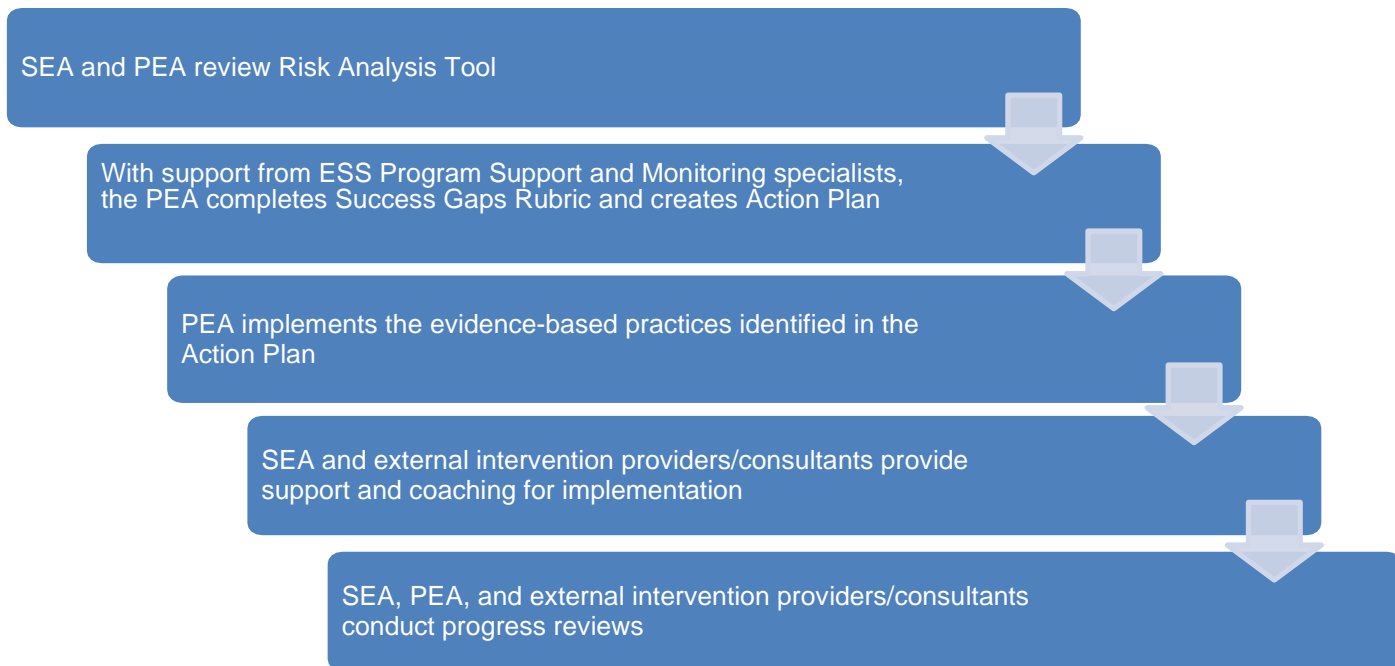 SEA and PEA review Risk Analysis Tool
With support from ESS Program Support and Monitoring specialists,
the PEA completes Success Gaps Rubric and creates Action Plan
PEA implements the evidence-based practices identified in the
Action Plan
SEA and external intervention providers/consultants provide
support and coaching for implementation
SEA, PEA, and external intervention providers/consultants
conduct progress reviews